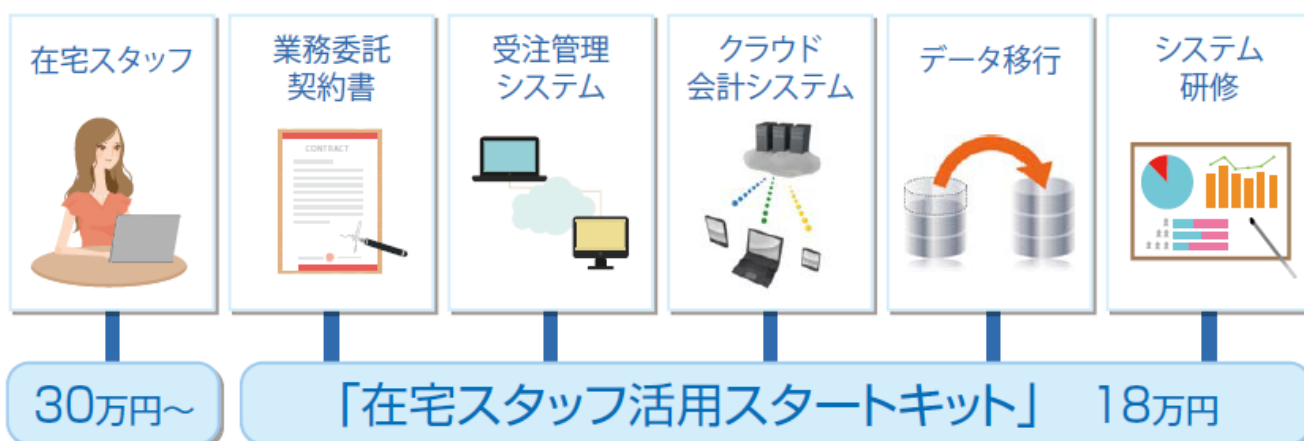 在宅スタッフ
業務委託
契約書
受注管理
システム
クラウド
会計システム
データ移行
システム
研修
CONTRACT
30万円～
「在宅スタッフ活用スタートキット」 18万円